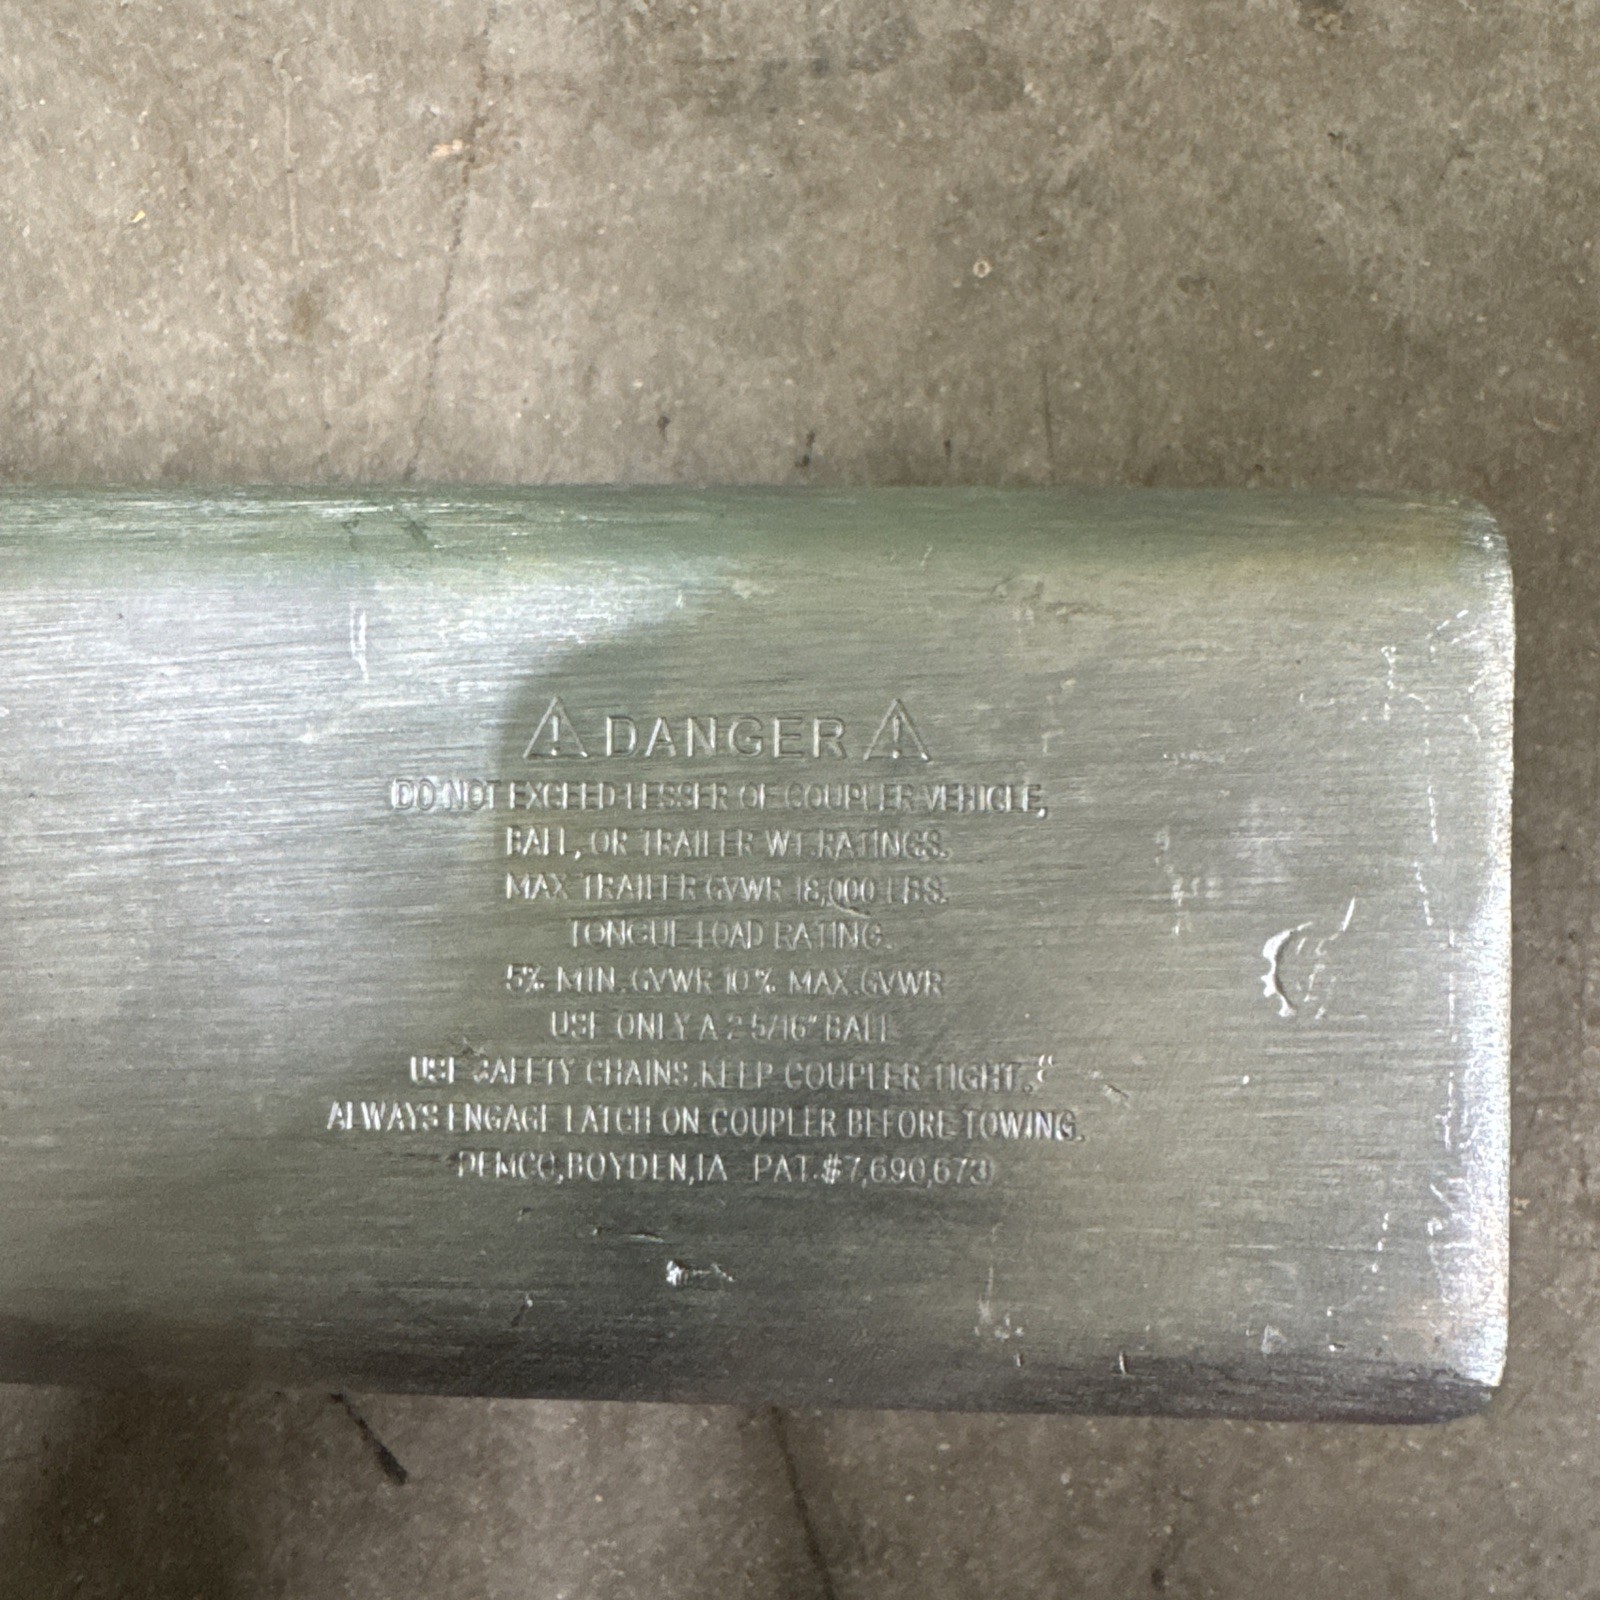 ⚠ DANGER ⚠
DO NOT EXCEED LESSER OF COUPLER VEHICLE,
BALL, OR TRAILER WT. RATINGS.
MAX TRAILER GVWR 18,000 LBS.
TONGUE LOAD RATING.
5% MIN. GVWR 10% MAX. GVWR
USE ONLY A 2 5/16" BALL
USE SAFETY CHAINS. KEEP COUPLER TIGHT.
ALWAYS ENGAGE LATCH ON COUPLER BEFORE TOWING.
DEMCO, BOYDEN, IA PAT.#7,690,673